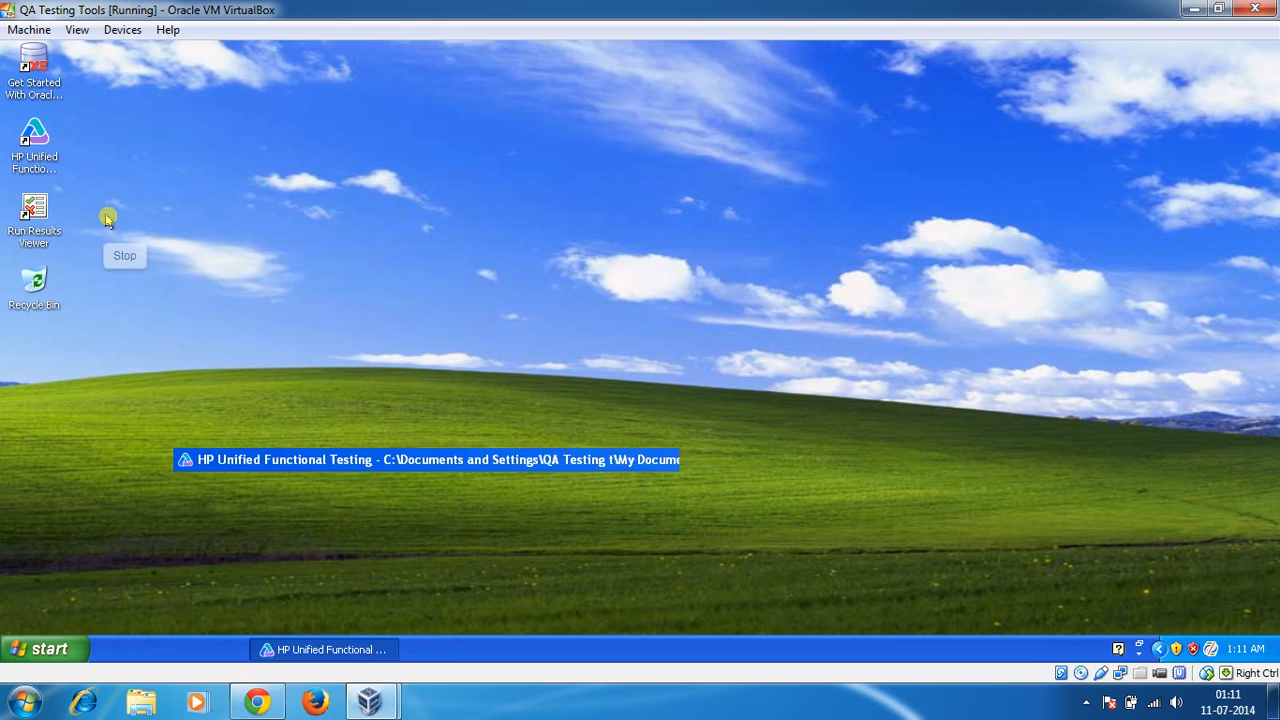 QA Testing Tools [Running] - Oracle VM VirtualBox
Machine View Devices Help
Get Started
With Oracl...
HP Unified
Functio...
Run Results
Viewer
Stop
Recycle Bin
HP Unified Functional Testing - C:\Documents and Settings\QA Testing t\My Docume
start
HP Unified Functional ...
1:11 AM
Right Ctrl
01:11
11-07-2014